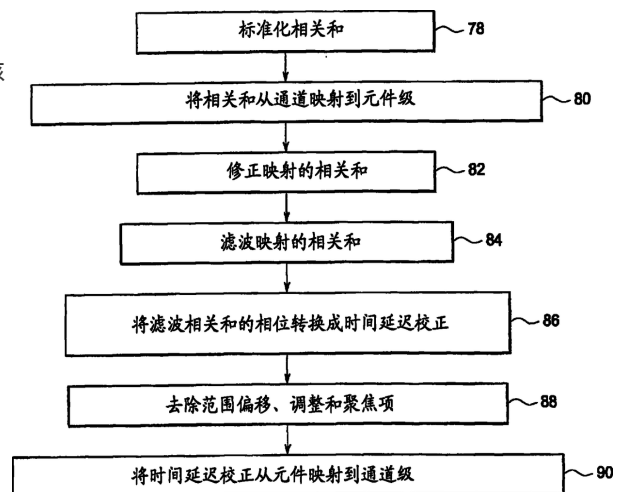 标准化相关和
78
将相关和从通道映射到元件级
80
修正映射的相关和
82
滤波映射的相关和
84
将滤波相关和的相位转换成时间延迟校正
86
去除范围偏移、调整和聚焦项
88
将时间延迟校正从元件映射到通道级
90